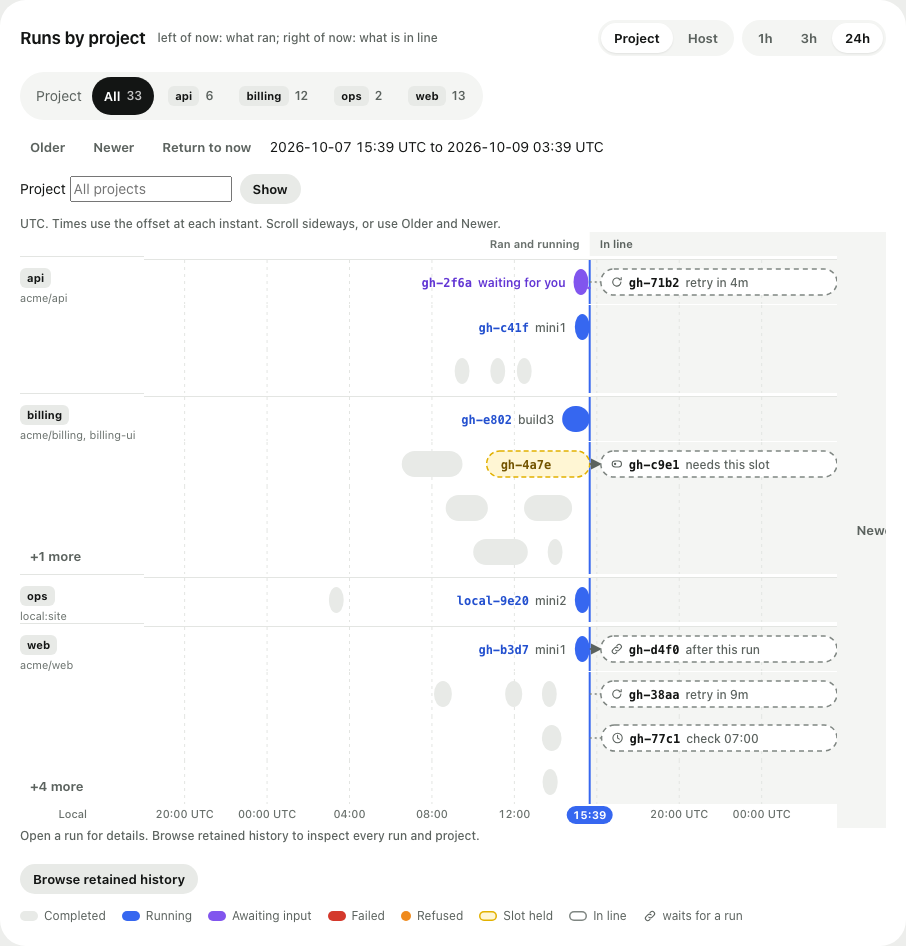 Runs by project left of now: what ran; right of now: what is in line Project Host 1h 3h 24h
Project All 33 api 6 billing 12 ops 2 web 13
Older Newer Return to now 2026-10-07 15:39 UTC to 2026-10-09 03:39 UTC
Project All projects Show
UTC. Times use the offset at each instant. Scroll sideways, or use Older and Newer.
Ran and running In line
api gh-2f6a waiting for you gh-71b2 retry in 4m
acme/api
gh-c41f mini1
billing gh-e802 build3
acme/billing, billing-ui
gh-4a7e gh-c9e1 needs this slot
+1 more
ops local-9e20 mini2
local:site
web gh-b3d7 mini1 gh-d4f0 after this run
acme/web
gh-38aa retry in 9m
gh-77c1 check 07:00
+4 more
Local 20:00 UTC 00:00 UTC 04:00 08:00 12:00 15:39 20:00 UTC 00:00 UTC
Open a run for details. Browse retained history to inspect every run and project.
Browse retained history
Completed Running Awaiting input Failed Refused Slot held In line waits for a run